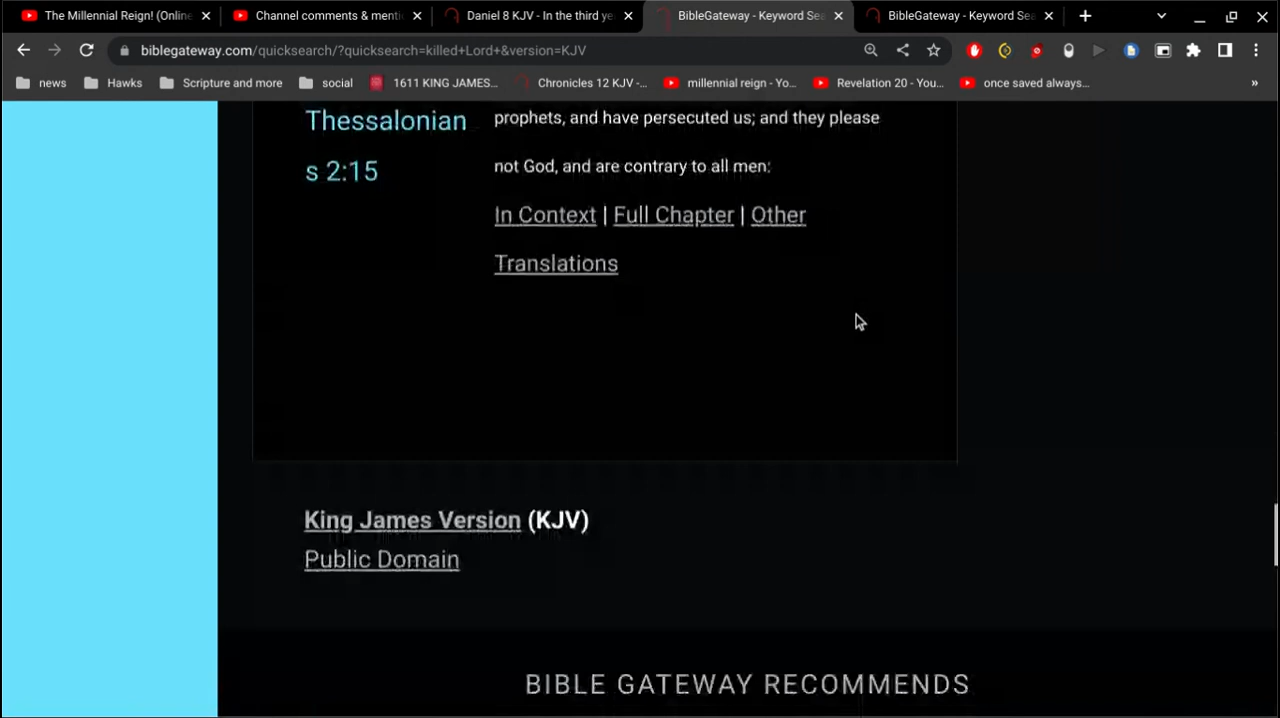 The Millennial Reign! (Online
Channel comments & menti
Daniel 8 KJV - In the third ye
BibleGateway - Keyword Sea
BibleGateway - Keyword Sea
biblegateway.com/quicksearch/?quicksearch=killed+Lord+&version=KJV
news
Hawks
Scripture and more
social
1611 KING JAMES...
Chronicles 12 KJV -...
millennial reign - Yo...
Revelation 20 - You...
once saved always...
»
Thessalonian
s 2:15
prophets, and have persecuted us; and they please
not God, and are contrary to all men:
In Context | Full Chapter | Other
Translations
King James Version (KJV)
Public Domain
BIBLE GATEWAY RECOMMENDS